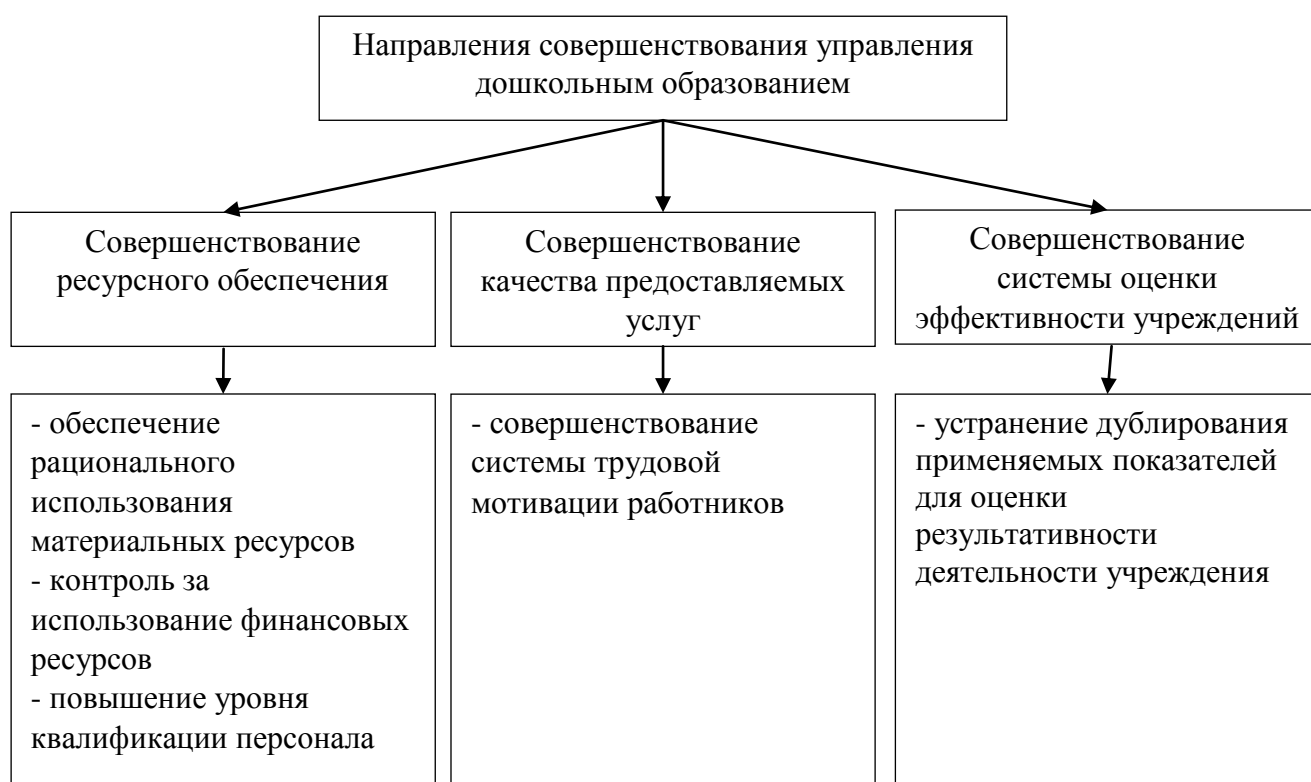 Направления совершенствования управления
дошкольным образованием
Совершенствование
ресурсного обеспечения
Совершенствование
качества предоставляемых
услуг
Совершенствование
системы оценки
эффективности учреждений
- обеспечение
рационального
использования
материальных ресурсов
- контроль за
использование финансовых
ресурсов
- повышение уровня
квалификации персонала
- совершенствование
системы трудовой
мотивации работников
- устранение дублирования
применяемых показателей
для оценки
результативности
деятельности учреждения